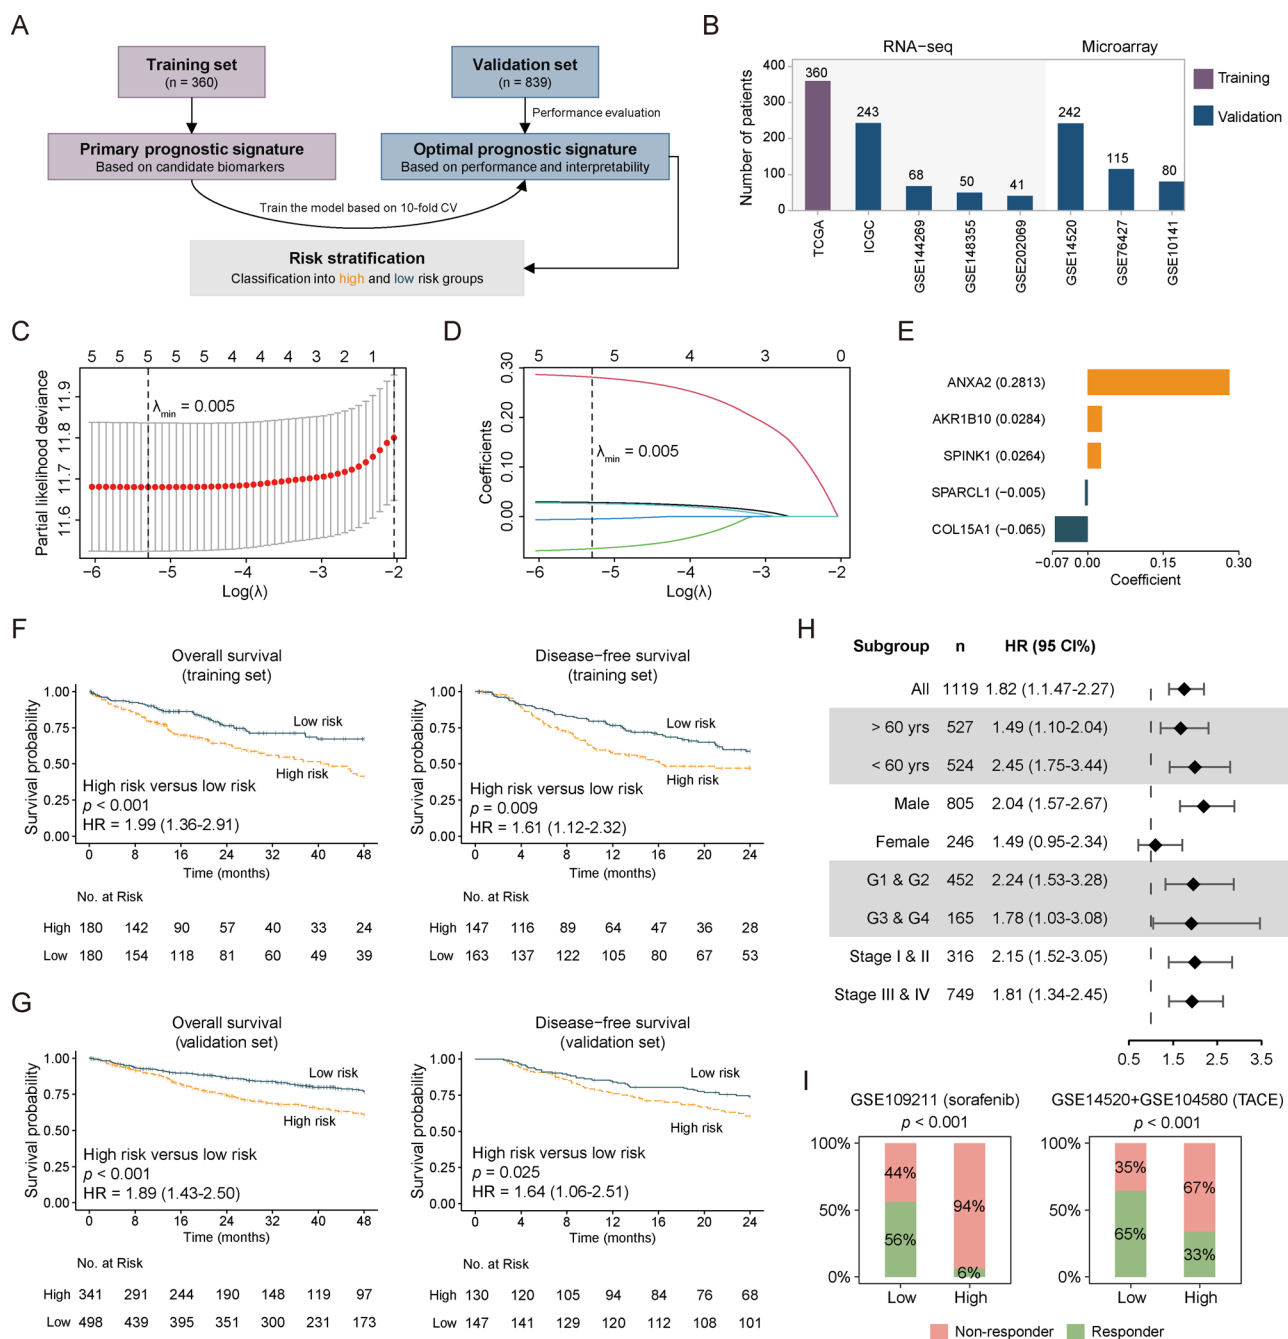 A
Training set
(n = 360)
Validation set
(n = 839)
Performance evaluation
Primary prognostic signature
Based on candidate biomarkers
Optimal prognostic signature
Based on performance and interpretability
Train the model based on 10-fold CV
Risk stratification
Classification into high and low risk groups
B
RNA−seq
Microarray
Number of patients
400
300
200
100
0
360
243
68
50
41
242
115
80
TCGA
ICGC
GSE144269
GSE148355
GSE202069
GSE14520
GSE76427
GSE10141
Training
Validation
C
5 5 5 5 5 4 4 4 3 2 1
Partial likelihood deviance
11.9
11.8
11.7
11.6
λmin = 0.005
−6 −5 −4 −3 −2
Log(λ)
D
5 5 4 3 0
Coefficients
0.30
0.20
0.10
0.00
λmin = 0.005
−6 −5 −4 −3 −2
Log(λ)
E
ANXA2 (0.2813)
AKR1B10 (0.0284)
SPINK1 (0.0264)
SPARCL1 (−0.005)
COL15A1 (−0.065)
−0.07 0.00 0.15 0.30
Coefficient
F
Overall survival
(training set)
Survival probability
1.00
0.75
0.50
0.25
0.00
Low risk
High risk
High risk versus low risk
p < 0.001
HR = 1.99 (1.36-2.91)
0 8 16 24 32 40 48
Time (months)
No. at Risk
High 180 142 90 57 40 33 24
Low 180 154 118 81 60 49 39
Disease−free survival
(training set)
Survival probability
1.00
0.75
0.50
0.25
0.00
Low risk
High risk
High risk versus low risk
p = 0.009
HR = 1.61 (1.12-2.32)
0 4 8 12 16 20 24
Time (months)
No. at Risk
High 147 116 89 64 47 36 28
Low 163 137 122 105 80 67 53
G
Overall survival
(validation set)
Survival probability
1.00
0.75
0.50
0.25
0.00
Low risk
High risk
High risk versus low risk
p < 0.001
HR = 1.89 (1.43-2.50)
0 8 16 24 32 40 48
Time (months)
No. at Risk
High 341 291 244 190 148 119 97
Low 498 439 395 351 300 231 173
Disease−free survival
(validation set)
Survival probability
1.00
0.75
0.50
0.25
0.00
Low risk
High risk
High risk versus low risk
p = 0.025
HR = 1.64 (1.06-2.51)
0 4 8 12 16 20 24
Time (months)
No. at Risk
High 130 120 105 94 84 76 68
Low 147 141 129 120 112 108 101
H
Subgroup n HR (95 CI%)
All 1119 1.82 (1.1.47-2.27)
> 60 yrs 527 1.49 (1.10-2.04)
< 60 yrs 524 2.45 (1.75-3.44)
Male 805 2.04 (1.57-2.67)
Female 246 1.49 (0.95-2.34)
G1 & G2 452 2.24 (1.53-3.28)
G3 & G4 165 1.78 (1.03-3.08)
Stage I & II 316 2.15 (1.52-3.05)
Stage III & IV 749 1.81 (1.34-2.45)
0.5 1.5 2.5 3.5
I
GSE109211 (sorafenib)
p < 0.001
100%
50%
0%
44%
56%
94%
6%
Low High
GSE14520+GSE104580 (TACE)
p < 0.001
100%
50%
0%
35%
65%
67%
33%
Low High
Non-responder
Responder